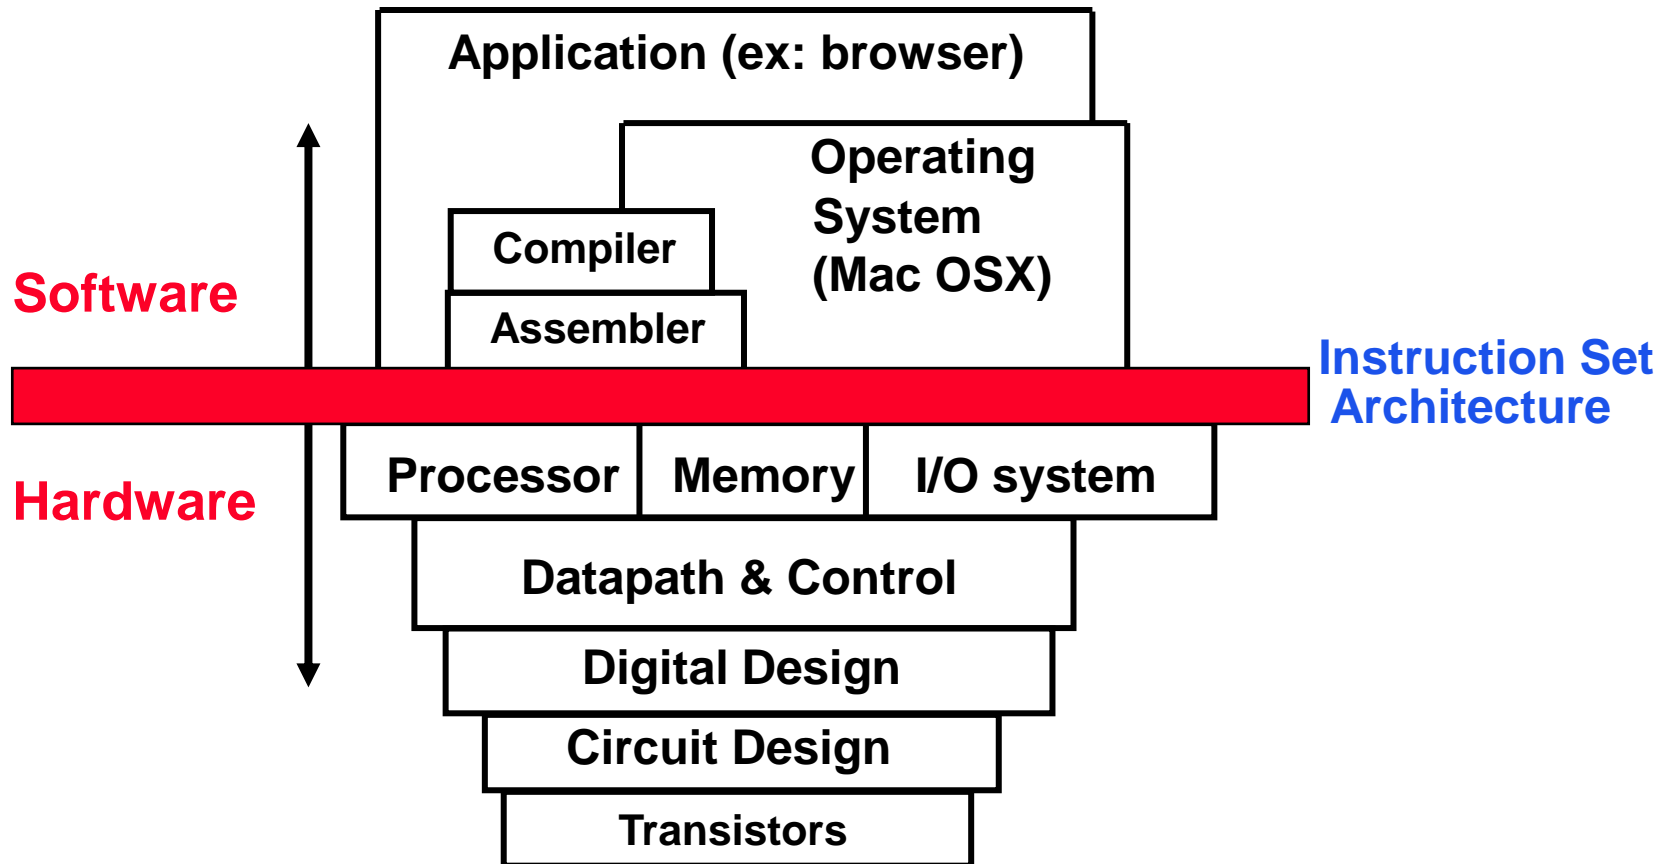 Application (ex: browser)
Operating
System
(Mac OSX)
Compiler
Assembler
Software
Instruction Set
Architecture
Hardware
Processor
Memory
I/O system
Datapath & Control
Digital Design
Circuit Design
Transistors